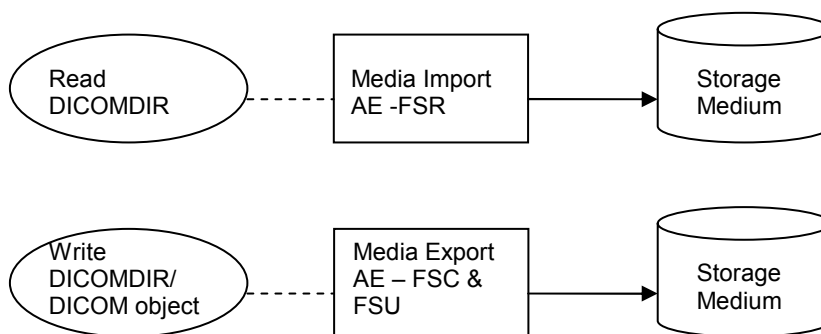 Read
DICOMDIR
Media Import
AE -FSR
Storage
Medium
Write
DICOMDIR/
DICOM object
Media Export
AE – FSC &
FSU
Storage
Medium